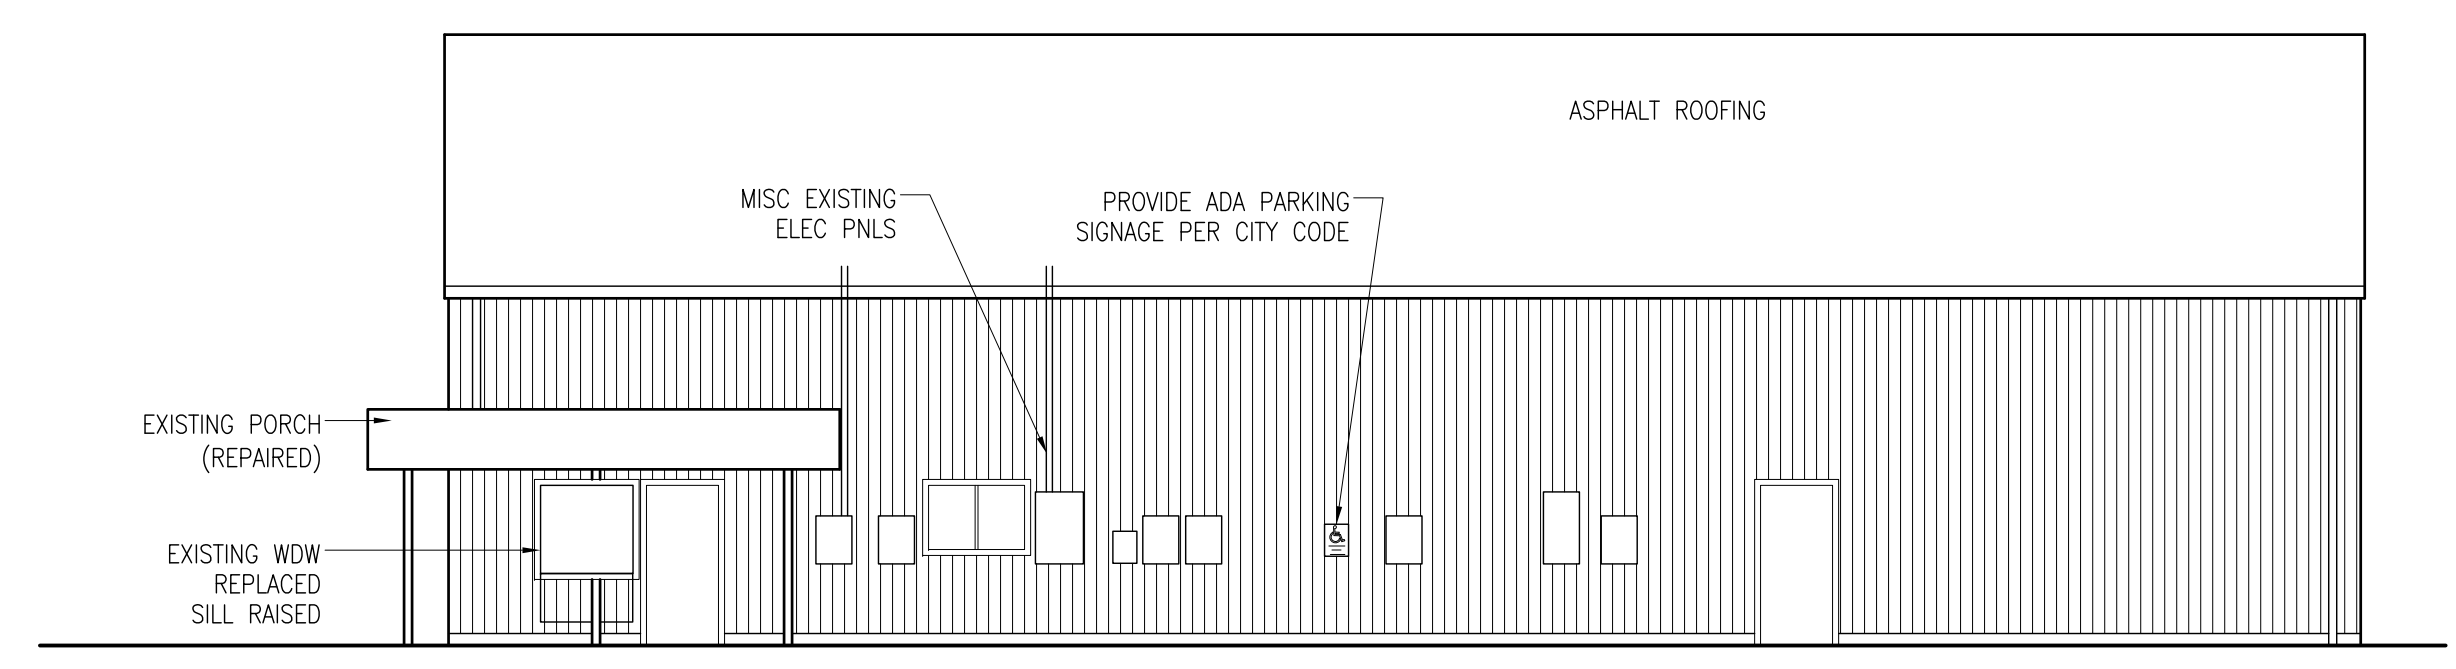 ASPHALT ROOFING
MISC EXISTING
ELEC PNLS
PROVIDE ADA PARKING
SIGNAGE PER CITY CODE
EXISTING PORCH
(REPAIRED)
EXISTING WDW
REPLACED
SILL RAISED